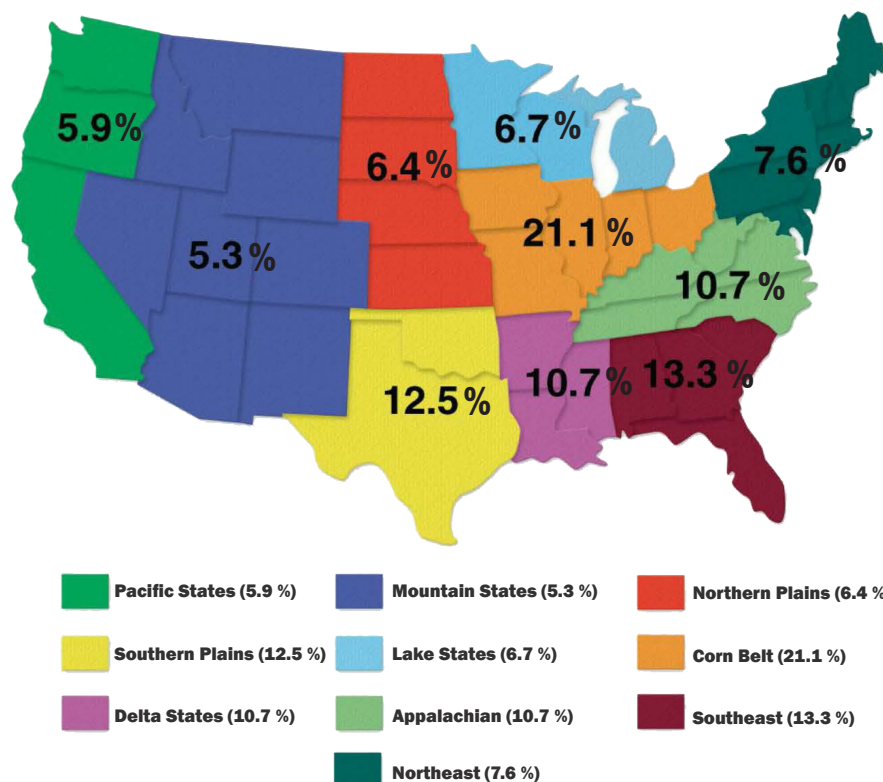 5.9 %
6.7 %
6.4 %
7.6 %
21.1 %
5.3 %
10.7 %
12.5 %
10.7 %
13.3 %
Pacific States (5.9 %)
Mountain States (5.3 %)
Northern Plains (6.4 %
Southern Plains (12.5 %)
Lake States (6.7 %)
Corn Belt (21.1 %)
Delta States (10.7 %)
Appalachian (10.7 %)
Southeast (13.3 %)
Northeast (7.6 %)